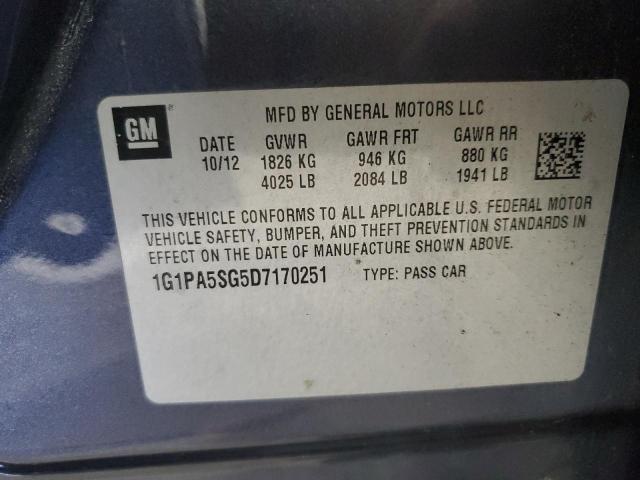 MFD BY GENERAL MOTORS LLC
GM
DATE GVWR GAWR FRT GAWR RR
10/12 1826 KG 946 KG 880 KG
4025 LB 2084 LB 1941 LB
THIS VEHICLE CONFORMS TO ALL APPLICABLE U.S. FEDERAL MOTOR
VEHICLE SAFETY, BUMPER, AND THEFT PREVENTION STANDARDS IN
EFFECT ON THE DATE OF MANUFACTURE SHOWN ABOVE.
1G1PA5SG5D7170251 TYPE: PASS CAR